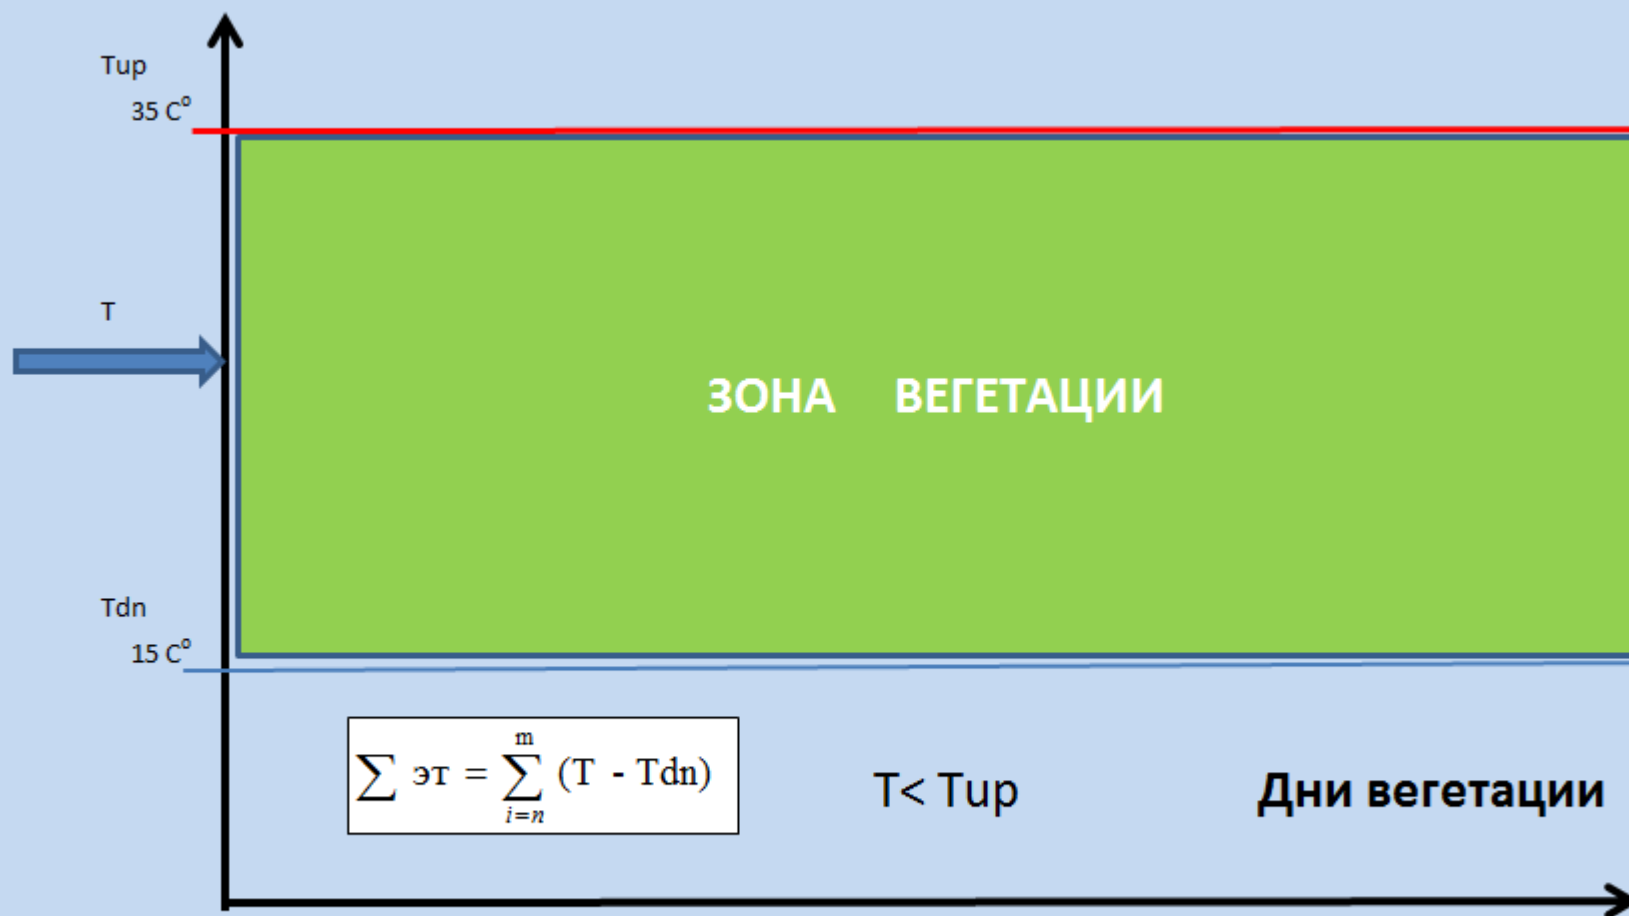 Tup
35 C°
T
ЗОНА ВЕГЕТАЦИИ
Tdn
15 C°
m
∑ эт = ∑ (T - Tdn)
i=n
T< Tup
Дни вегетации